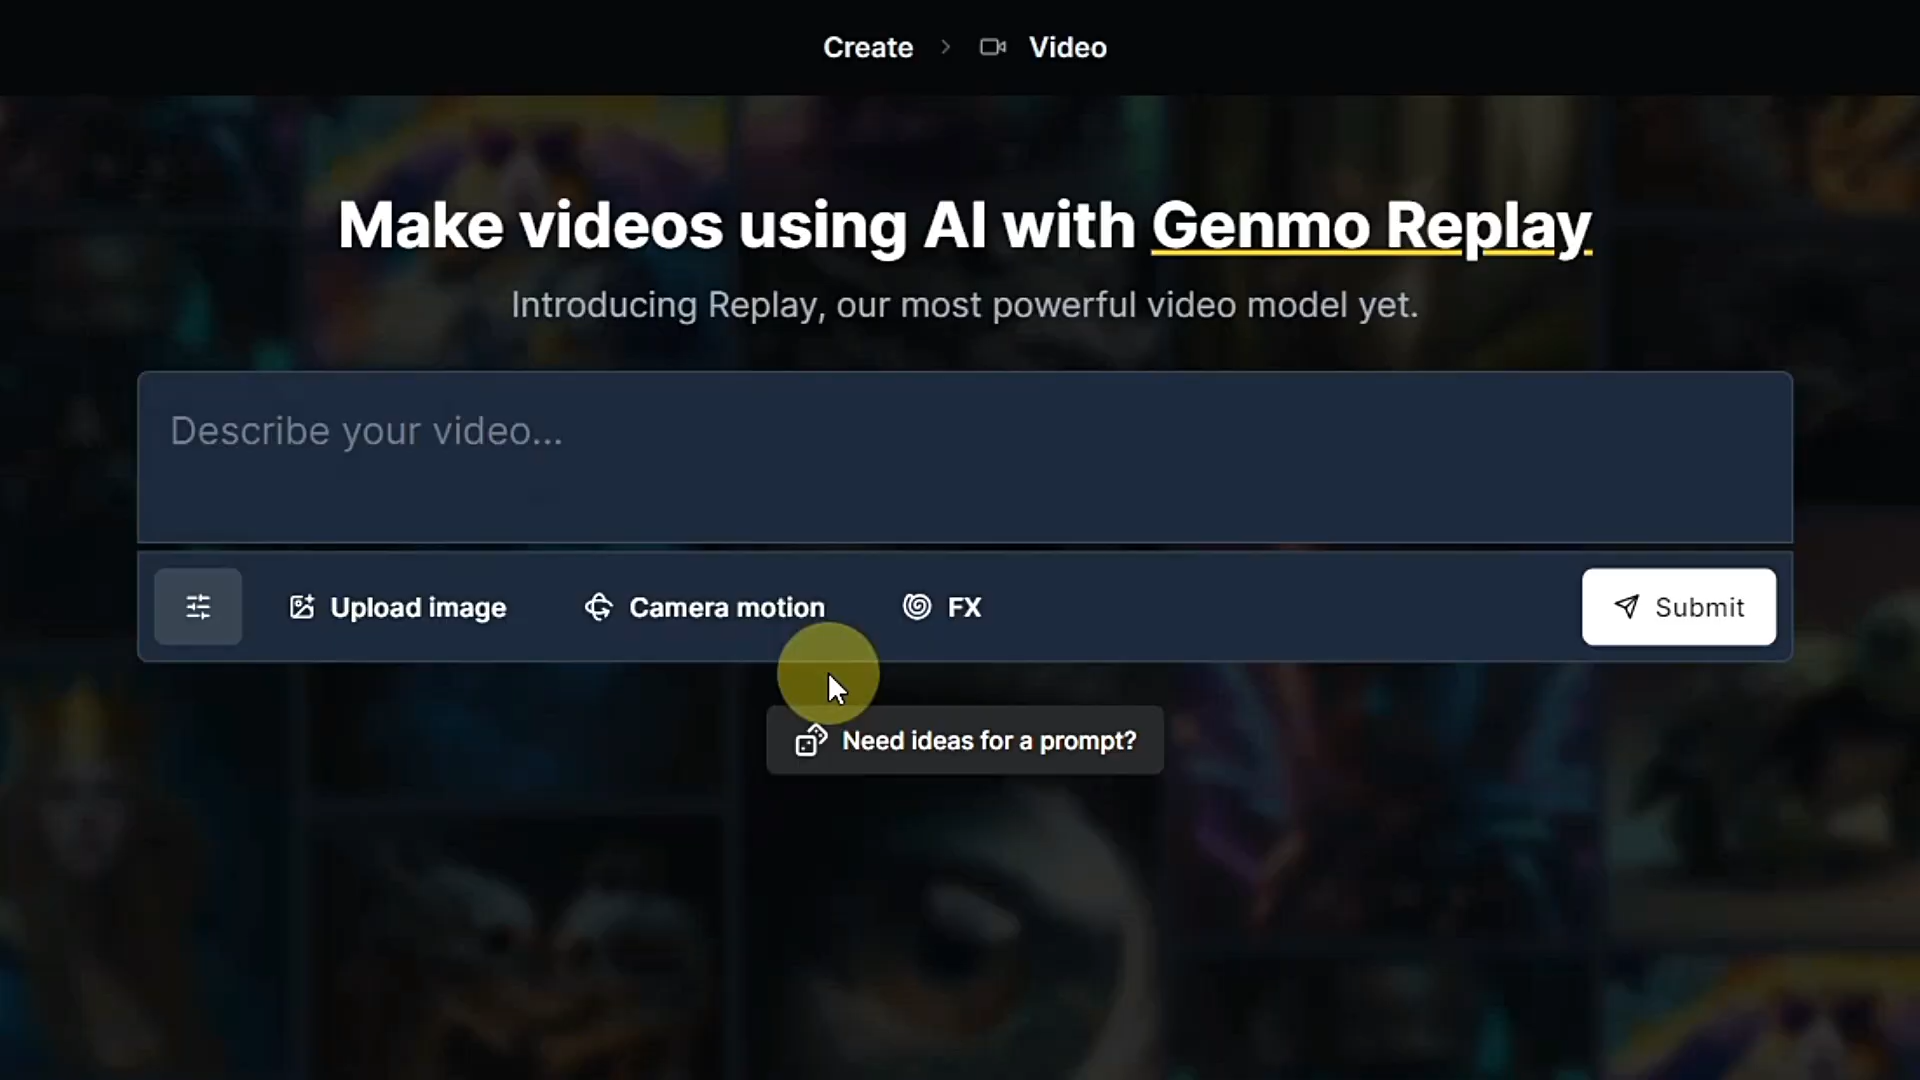 Create > Video
Make videos using AI with Genmo Replay
Introducing Replay, our most powerful video model yet.
Describe your video...
Upload image Camera motion FX Submit
Need ideas for a prompt?